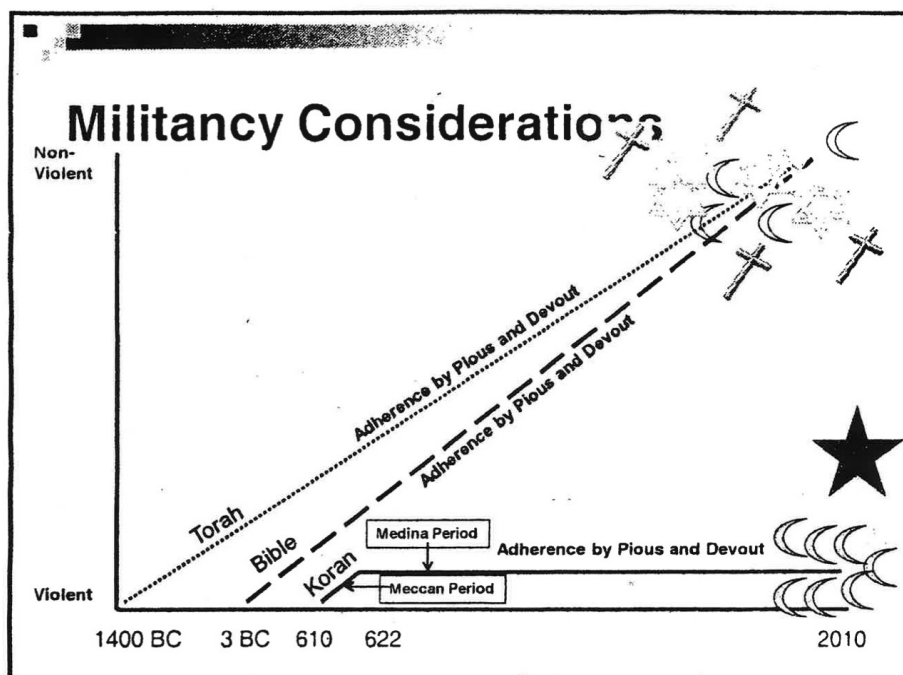 Militancy Considerations
Non-
Violent
Adherence by Pious and Devout
Adherence by Pious and Devout
Torah
Bible
Koran
Medina Period
Adherence by Pious and Devout
Meccan Period
Violent
1400 BC 3 BC 610 622 2010